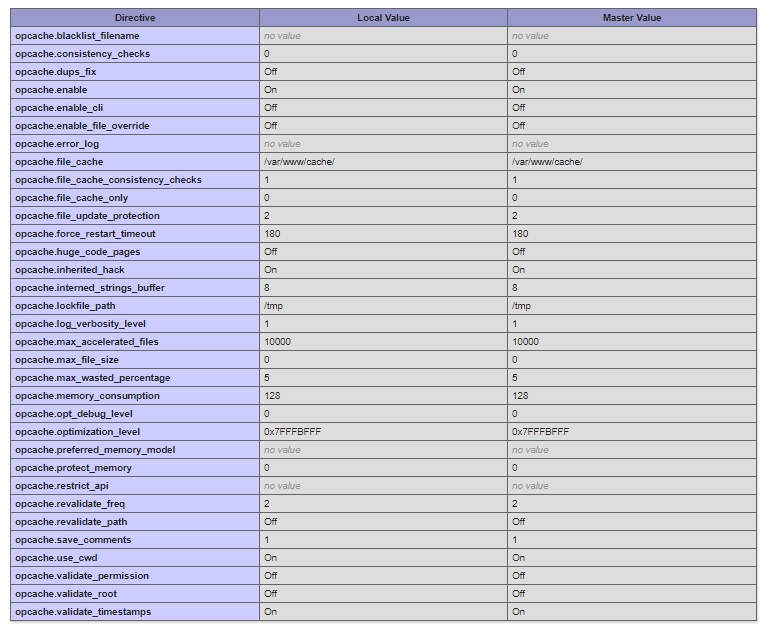 Directive Local Value Master Value
opcache.blacklist_filename no value no value
opcache.consistency_checks 0 0
opcache.dups_fix Off Off
opcache.enable On On
opcache.enable_cli Off Off
opcache.enable_file_override Off Off
opcache.error_log no value no value
opcache.file_cache /var/www/cache/ /var/www/cache/
opcache.file_cache_consistency_checks 1 1
opcache.file_cache_only 0 0
opcache.file_update_protection 2 2
opcache.force_restart_timeout 180 180
opcache.huge_code_pages Off Off
opcache.inherited_hack On On
opcache.interned_strings_buffer 8 8
opcache.lockfile_path /tmp /tmp
opcache.log_verbosity_level 1 1
opcache.max_accelerated_files 10000 10000
opcache.max_file_size 0 0
opcache.max_wasted_percentage 5 5
opcache.memory_consumption 128 128
opcache.opt_debug_level 0 0
opcache.optimization_level 0x7FFFBFFF 0x7FFFBFFF
opcache.preferred_memory_model no value no value
opcache.protect_memory 0 0
opcache.restrict_api no value no value
opcache.revalidate_freq 2 2
opcache.revalidate_path Off Off
opcache.save_comments 1 1
opcache.use_cwd On On
opcache.validate_permission Off Off
opcache.validate_root Off Off
opcache.validate_timestamps On On